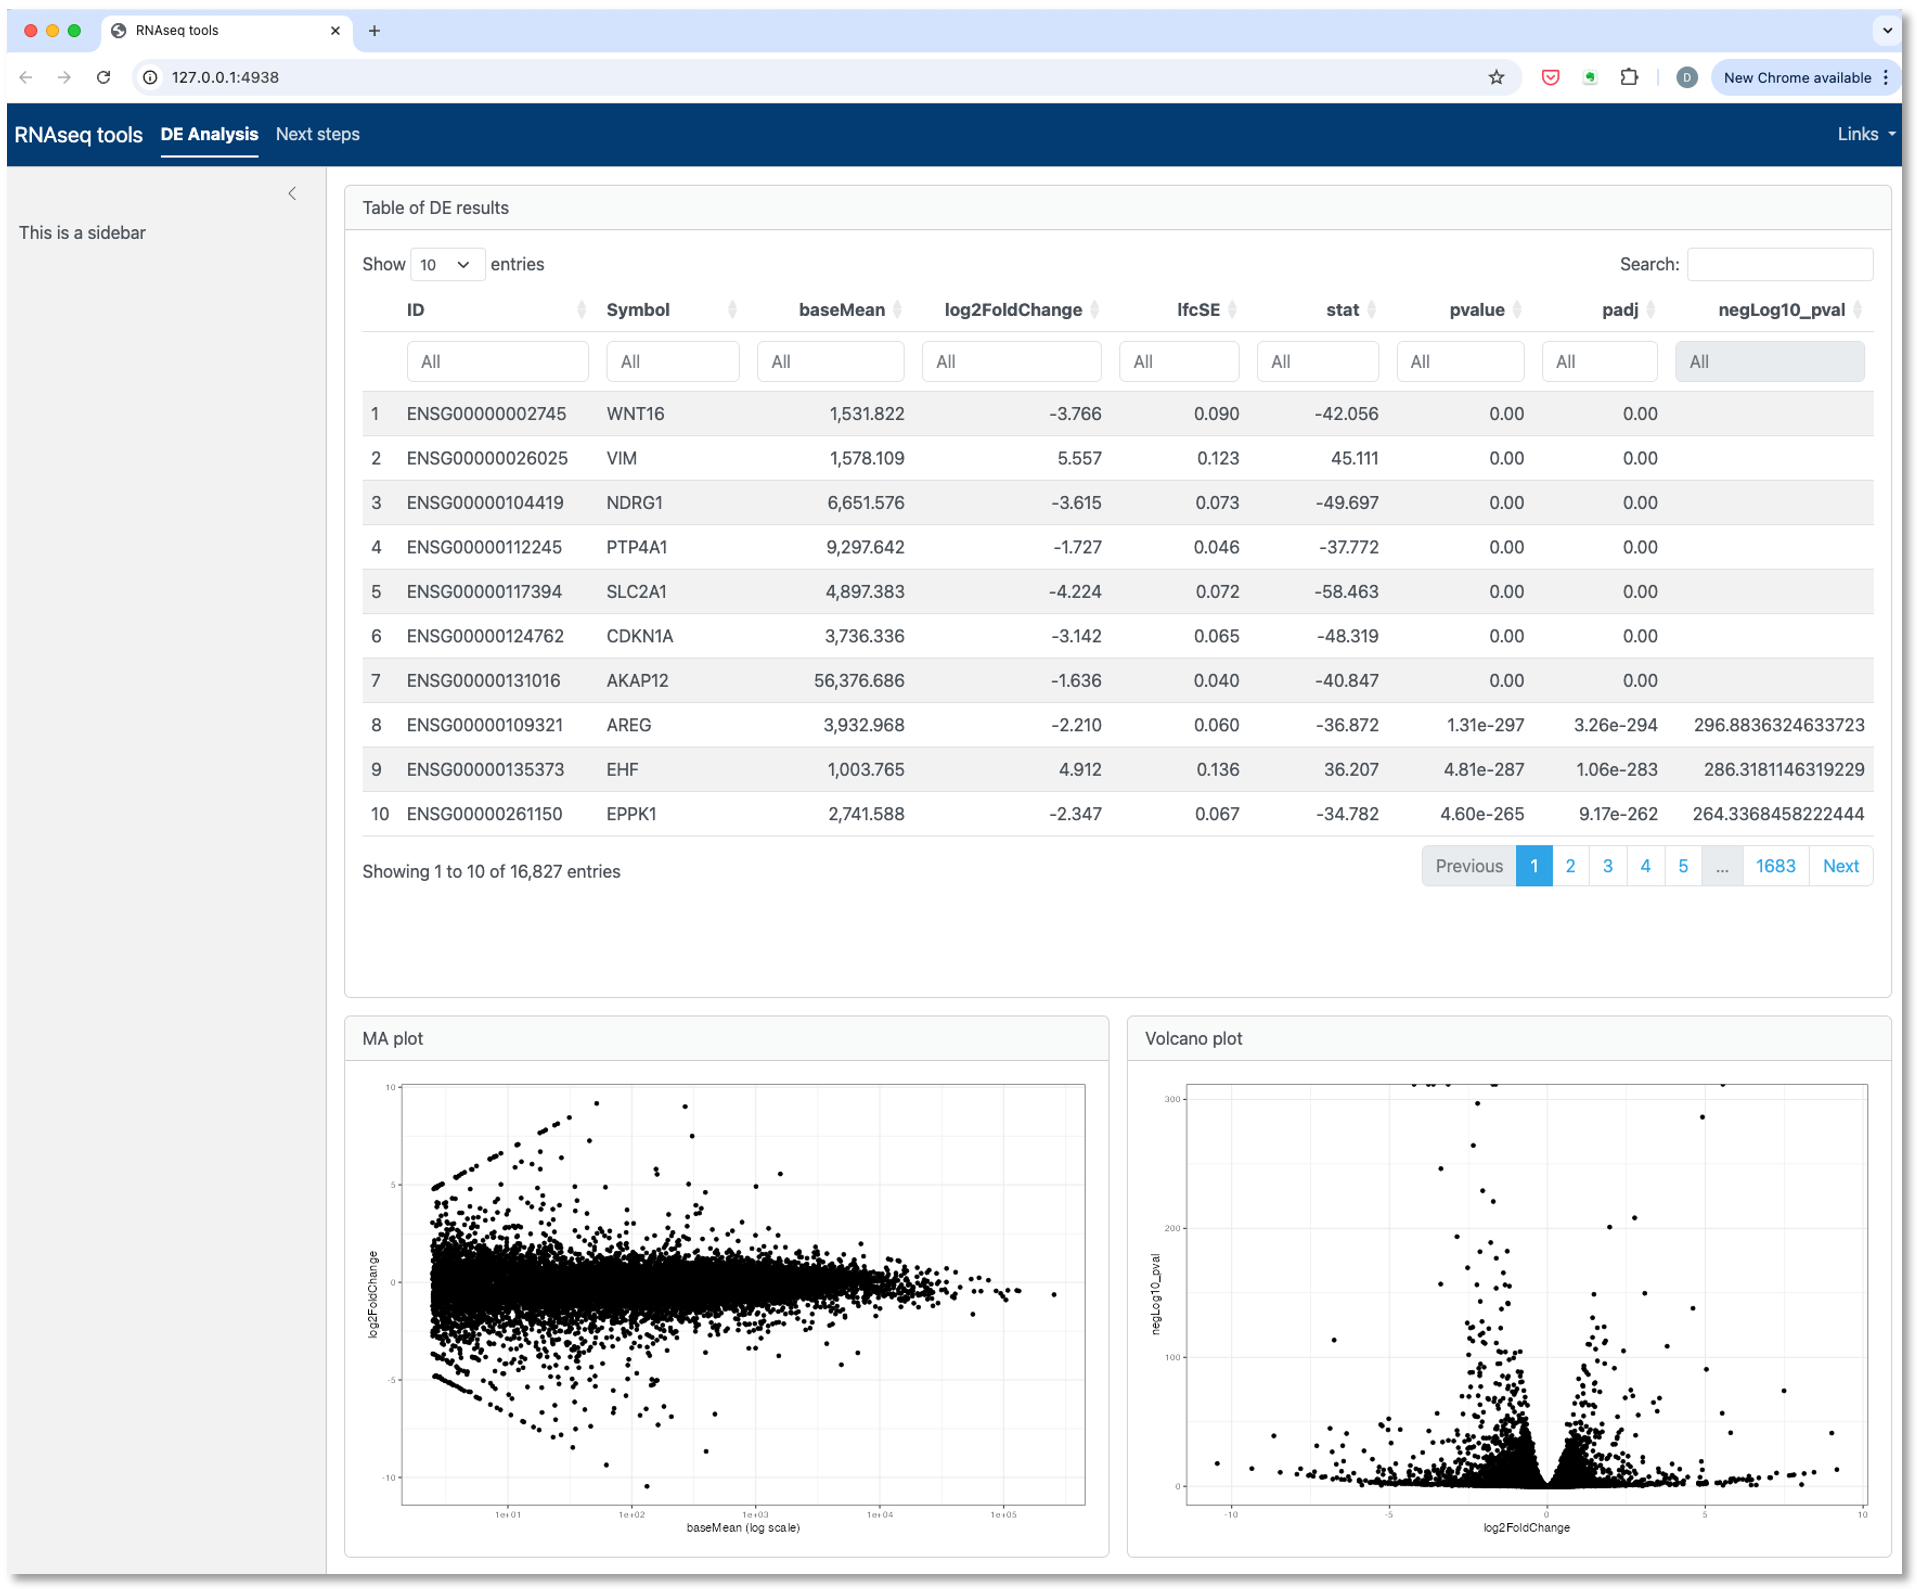 RNAseq tools
127.0.0.1:4938
D
New Chrome available
RNAseq tools DE Analysis Next steps Links
This is a sidebar
Table of DE results
Show 10 entries Search:
ID Symbol baseMean log2FoldChange lfcSE stat pvalue padj negLog10_pval
All All All All All All All All All
1 ENSG00000002745 WNT16 1,531.822 -3.766 0.090 -42.056 0.00 0.00
2 ENSG00000026025 VIM 1,578.109 5.557 0.123 45.111 0.00 0.00
3 ENSG00000104419 NDRG1 6,651.576 -3.615 0.073 -49.697 0.00 0.00
4 ENSG00000112245 PTP4A1 9,297.642 -1.727 0.046 -37.772 0.00 0.00
5 ENSG00000117394 SLC2A1 4,897.383 -4.224 0.072 -58.463 0.00 0.00
6 ENSG00000124762 CDKN1A 3,736.336 -3.142 0.065 -48.319 0.00 0.00
7 ENSG00000131016 AKAP12 56,376.686 -1.636 0.040 -40.847 0.00 0.00
8 ENSG00000109321 AREG 3,932.968 -2.210 0.060 -36.872 1.31e-297 3.26e-294 296.8836324633723
9 ENSG00000135373 EHF 1,003.765 4.912 0.136 36.207 4.81e-287 1.06e-283 286.3181146319229
10 ENSG00000261150 EPPK1 2,741.588 -2.347 0.067 -34.782 4.60e-265 9.17e-262 264.3368458222444
Showing 1 to 10 of 16,827 entries
Previous 1 2 3 4 5 ... 1683 Next
MA plot
10
5
0
-5
-10
log2FoldChange
1e+01 1e+02 1e+03 1e+04 1e+05
baseMean (log scale)
Volcano plot
300
200
100
0
negLog10_pval
-10 -5 0 5 10
log2FoldChange